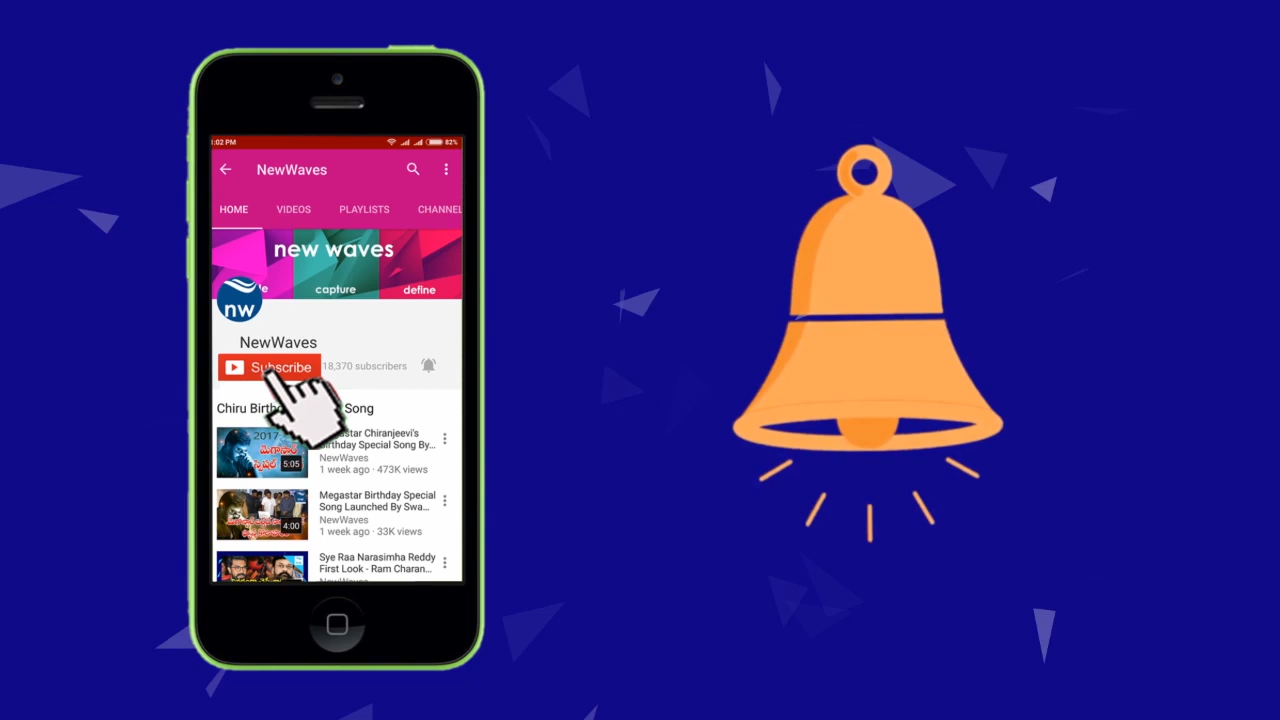 1:02 PM 82%
NewWaves
HOME VIDEOS PLAYLISTS CHANNEL
new waves
capture define
nw
NewWaves
Subscribe 18,370 subscribers
Chiru Song
2017
మెగాస్టార్
స్పెషల్
5:05
Chiranjeevi's
Birthday Special Song By...
NewWaves
1 week ago · 473K views
4:00
Megastar Birthday Special
Song Launched By Swa...
NewWaves
1 week ago · 33K views
Sye Raa Narasimha Reddy
First Look - Ram Charan...
NewWaves